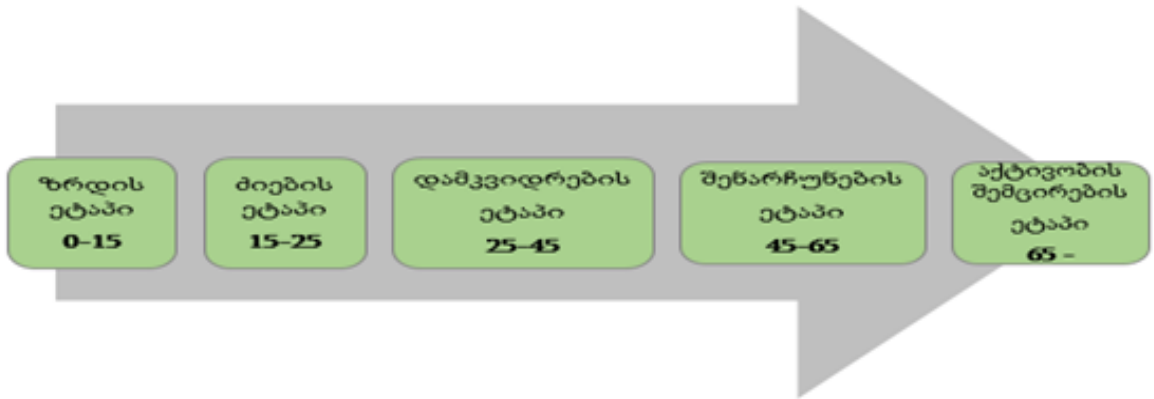 ზრდის
ეტაპი
0-15
ძიების
ეტაპი
15-25
დამკვიდრების
ეტაპი
25-45
შენარჩუნების
ეტაპი
45-65
აქტივობის
შემცირების
ეტაპი
65 -